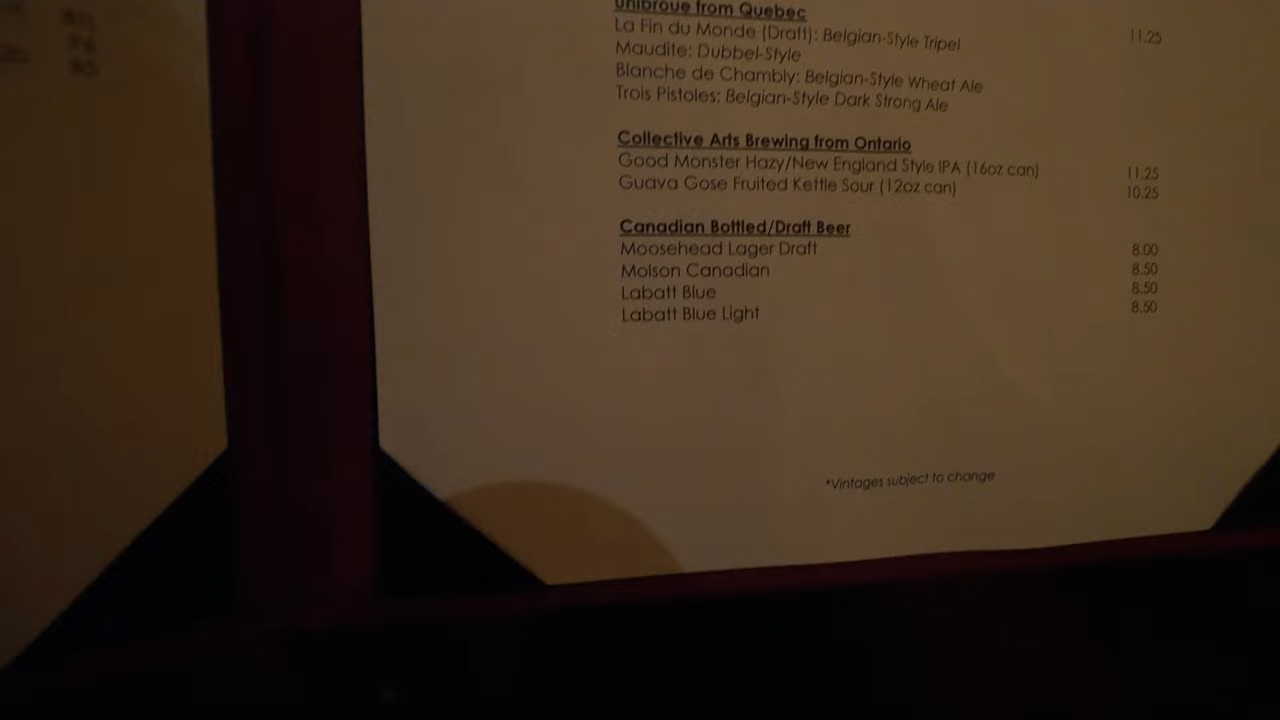 Unibroue from Quebec
La Fin du Monde (Draft): Belgian-Style Tripel 11.25
Maudite: Dubbel-Style
Blanche de Chambly: Belgian-Style Wheat Ale
Trois Pistoles: Belgian-Style Dark Strong Ale
Collective Arts Brewing from Ontario
Good Monster Hazy/New England Style IPA (16oz can) 11.25
Guava Gose Fruited Kettle Sour (12oz can) 10.25
Canadian Bottled/Draft Beer
Moosehead Lager Draft 8.00
Molson Canadian 8.50
Labatt Blue 8.50
Labatt Blue Light 8.50
*Vintages subject to change